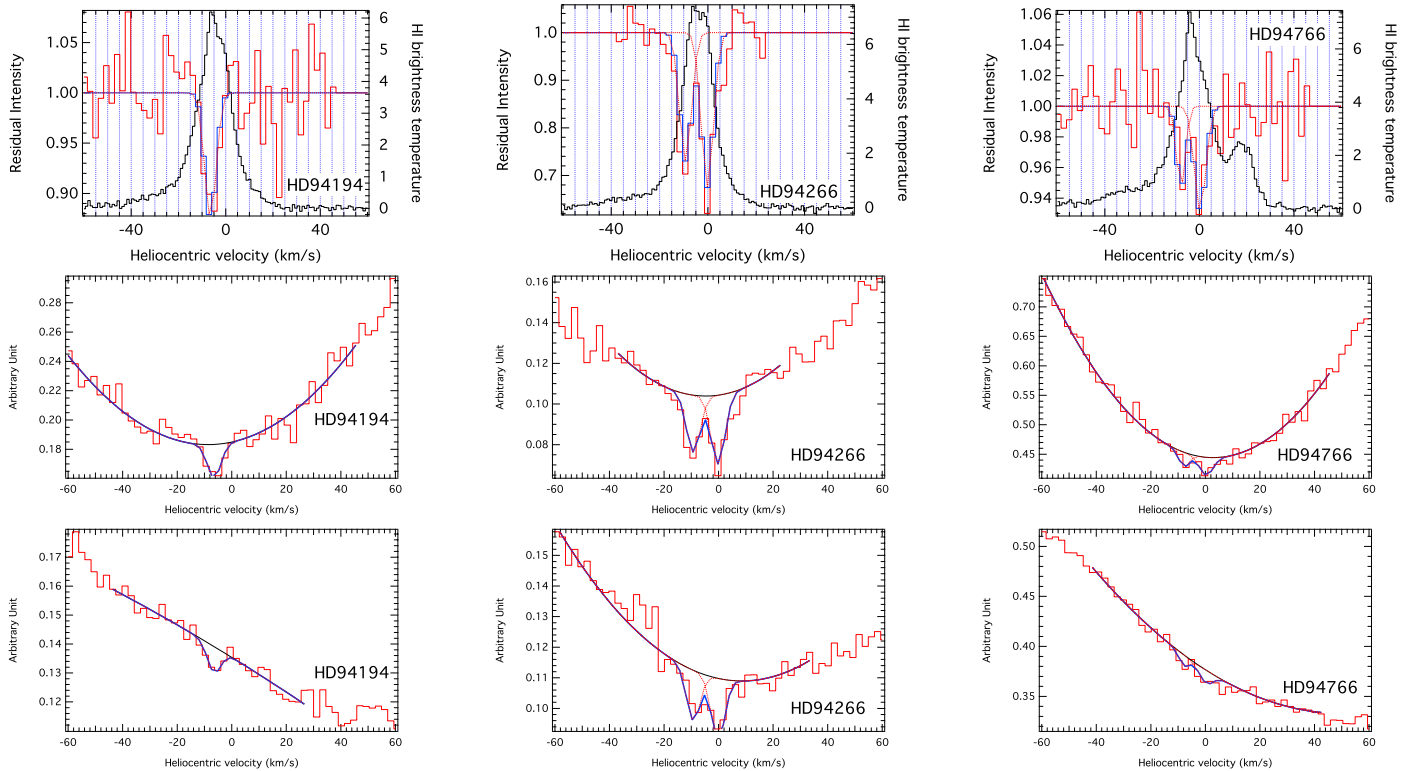 1.05
1.00
0.95
0.90
Residual Intensity
6
5
4
3
2
1
0
HI brightness temperature
HD94194
-40
0
40
Heliocentric velocity (km/s)
1.0
0.9
0.8
0.7
Residual Intensity
6
4
2
0
HI brightness temperature
HD94266
-40
0
40
Heliocentric velocity (km/s)
1.06
1.04
1.02
1.00
0.98
0.96
0.94
Residual Intensity
6
4
2
0
HI brightness temperature
HD94766
-40
0
40
Heliocentric velocity (km/s)
0.28
0.26
0.24
0.22
0.20
0.18
Arbitrary Unit
HD94194
-60 -40 -20 0 20 40 60
Heliocentric velocity (km/s)
0.16
0.14
0.12
0.10
0.08
Arbitrary Unit
HD94266
-60 -40 -20 0 20 40 60
Heliocentric velocity (km/s)
0.70
0.65
0.60
0.55
0.50
0.45
Arbitrary Unit
HD94766
-60 -40 -20 0 20 40 60
Heliocentric velocity (km/s)
0.17
0.16
0.15
0.14
0.13
0.12
Arbitrary Unit
HD94194
-60 -40 -20 0 20 40 60
Heliocentric velocity (km/s)
0.15
0.14
0.13
0.12
0.11
0.10
Arbitrary Unit
HD94266
-60 -40 -20 0 20 40 60
Heliocentric velocity (km/s)
0.50
0.45
0.40
0.35
Arbitrary Unit
HD94766
-60 -40 -20 0 20 40 60
Heliocentric velocity (km/s)